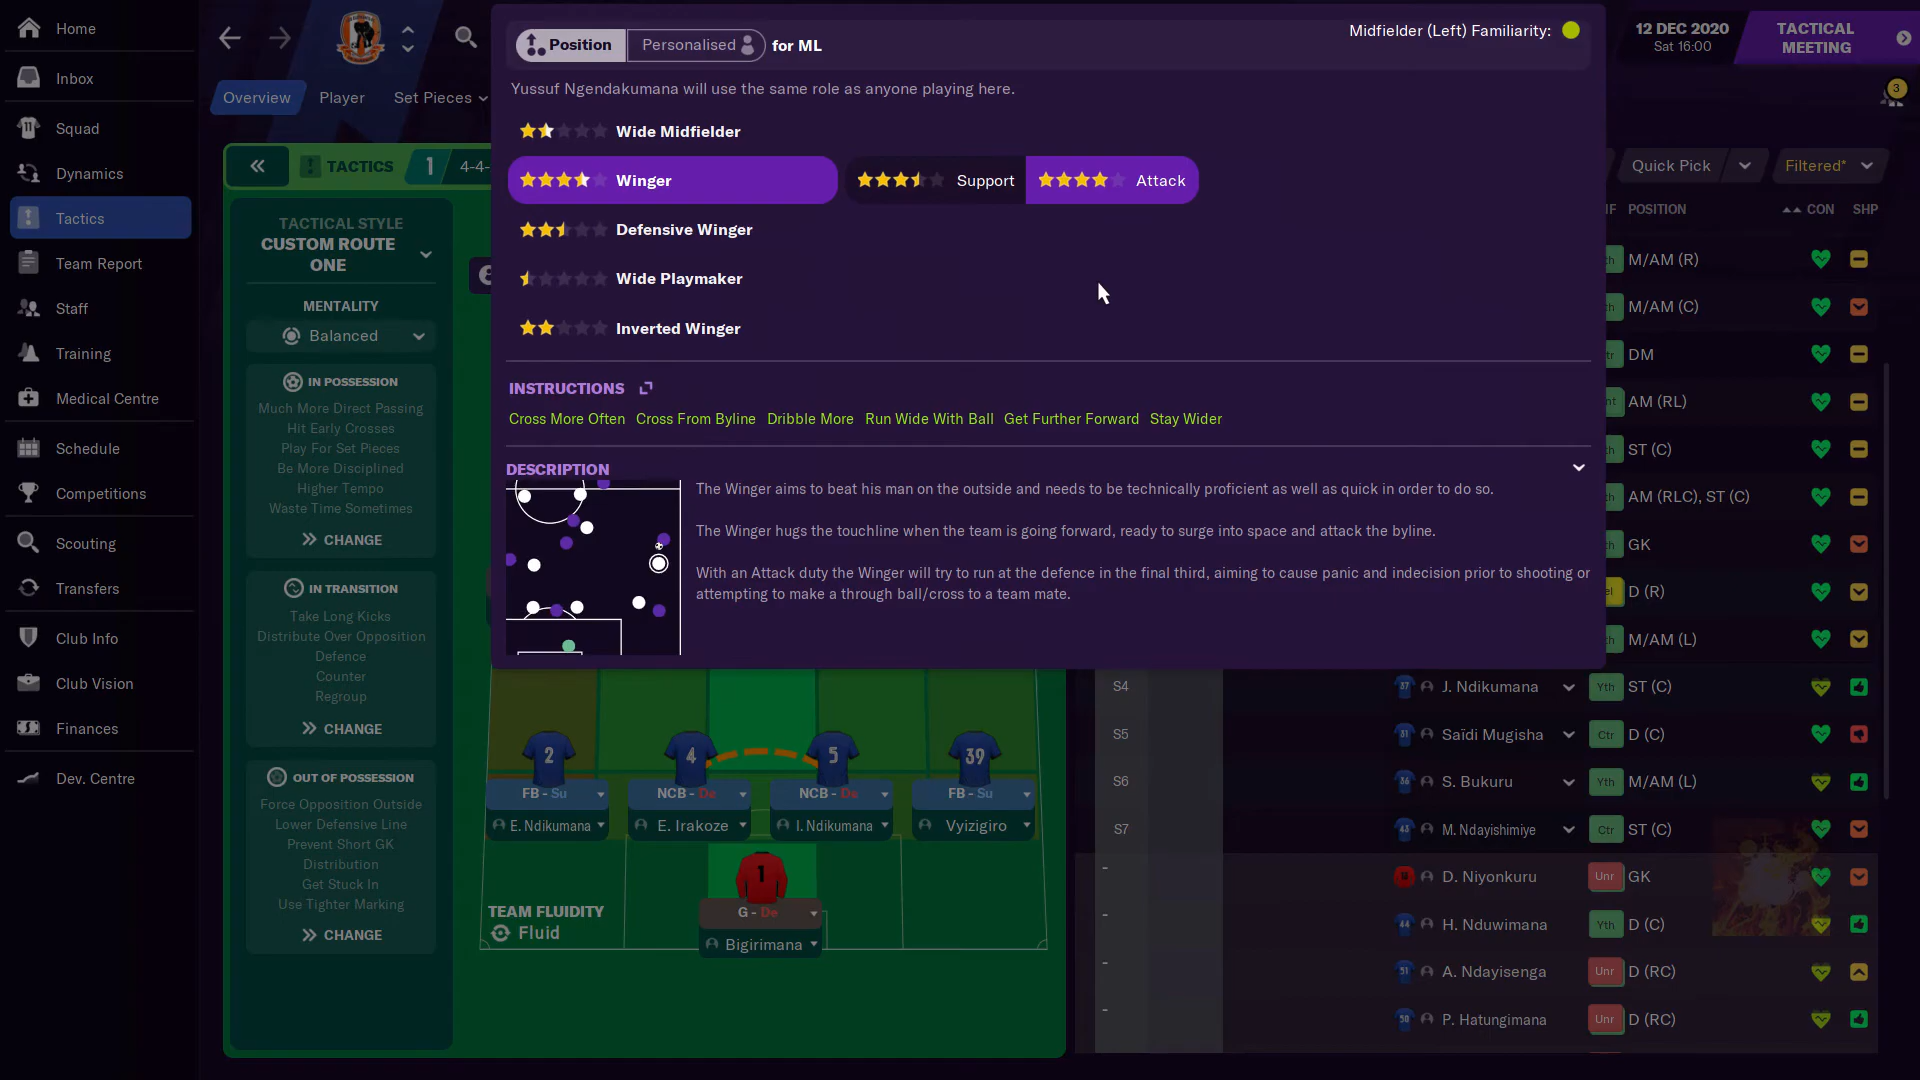 Home
Inbox
Squad
Dynamics
Tactics
Team Report
Staff
Training
Medical Centre
Schedule
Competitions
Scouting
Transfers
Club Info
Club Vision
Finances
Dev. Centre
Overview
Player
Set Pieces
TACTICS
1
4-4-
TACTICAL STYLE
CUSTOM ROUTE
ONE
MENTALITY
Balanced
IN POSSESSION
Much More Direct Passing
Hit Early Crosses
Play For Set Pieces
Be More Disciplined
Higher Tempo
Waste Time Sometimes
CHANGE
IN TRANSITION
Take Long Kicks
Distribute Over Opposition
Defence
Counter
Regroup
CHANGE
OUT OF POSSESSION
Force Opposition Outside
Lower Defensive Line
Prevent Short GK
Distribution
Get Stuck In
Use Tighter Marking
CHANGE
Position
Personalised
for ML
Midfielder (Left) Familiarity:
Yussuf Ngendakumana will use the same role as anyone playing here.
Wide Midfielder
Winger
Support
Attack
Defensive Winger
Wide Playmaker
Inverted Winger
INSTRUCTIONS
Cross More Often Cross From Byline Dribble More Run Wide With Ball Get Further Forward Stay Wider
DESCRIPTION
The Winger aims to beat his man on the outside and needs to be technically proficient as well as quick in order to do so.
The Winger hugs the touchline when the team is going forward, ready to surge into space and attack the byline.
With an Attack duty the Winger will try to run at the defence in the final third, aiming to cause panic and indecision prior to shooting or
attempting to make a through ball/cross to a team mate.
2 4 5 39
FB - Su NCB - De NCB - De FB - Su
E. Ndikumana E. Irakoze I. Ndikumana Vyizigiro
1
G - De
Bigirimana
TEAM FLUIDITY
Fluid
12 DEC 2020
Sat 16:00
TACTICAL
MEETING
3
Quick Pick
Filtered*
POSITION CON SHP
M/AM (R)
M/AM (C)
DM
AM (RL)
ST (C)
AM (RLC), ST (C)
GK
D (R)
M/AM (L)
S4 37 J. Ndikumana Yth ST (C)
S5 31 Saïdi Mugisha Ctr D (C)
S6 36 S. Bukuru Yth M/AM (L)
S7 43 M. Ndayishimiye Ctr ST (C)
- D. Niyonkuru Unr GK
- 44 H. Nduwimana Yth D (C)
- 51 A. Ndayisenga Unr D (RC)
- 50 P. Hatungimana Unr D (RC)